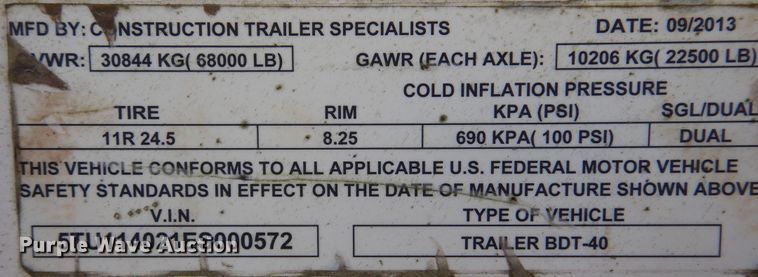 MFD BY: CONSTRUCTION TRAILER SPECIALISTS DATE: 09/2013
VWR: 30844 KG( 68000 LB) GAWR (EACH AXLE): 10206 KG( 22500 LB)
COLD INFLATION PRESSURE
TIRE RIM KPA (PSI) SGL/DUAL
11R 24.5 8.25 690 KPA( 100 PSI) DUAL
THIS VEHICLE CONFORMS TO ALL APPLICABLE U.S. FEDERAL MOTOR VEHICLE
SAFETY STANDARDS IN EFFECT ON THE DATE OF MANUFACTURE SHOWN ABOVE
V.I.N. TYPE OF VEHICLE
TRAILER BDT-40
Purple Wave Auction